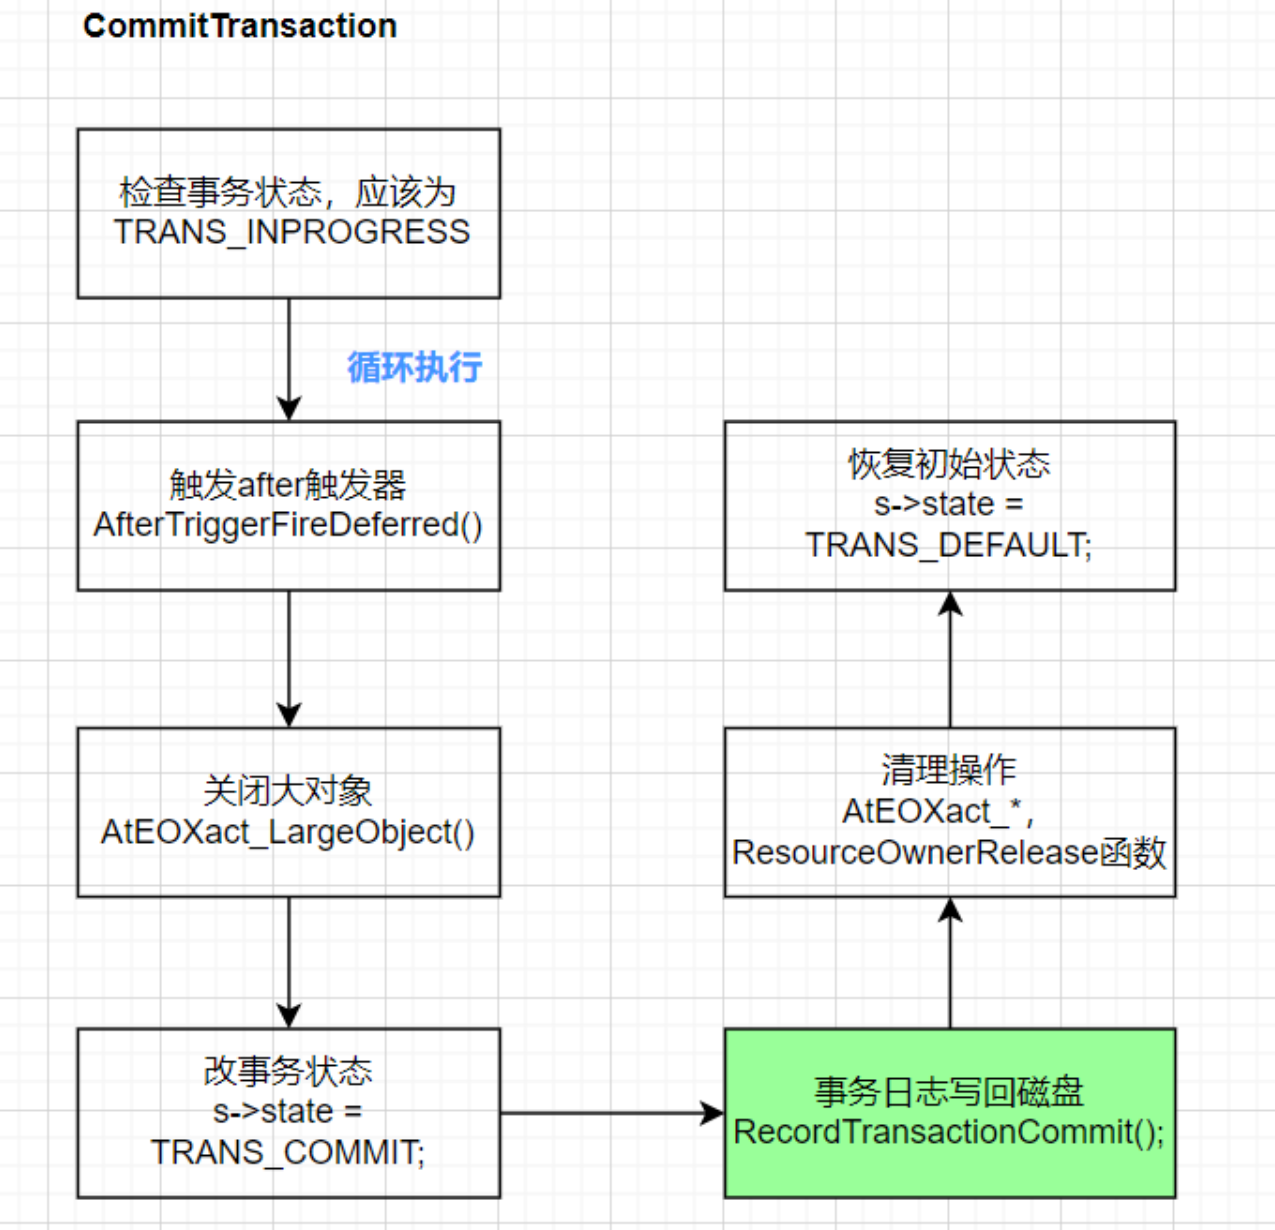 CommitTransaction
检查事务状态，应该为
TRANS_INPROGRESS
循环执行
触发after触发器
AfterTriggerFireDeferred()
关闭大对象
AtEOXact_LargeObject()
改事务状态
s->state =
TRANS_COMMIT;
事务日志写回磁盘
RecordTransactionCommit();
清理操作
AtEOXact_*,
ResourceOwnerRelease函数
恢复初始状态
s->state =
TRANS_DEFAULT;